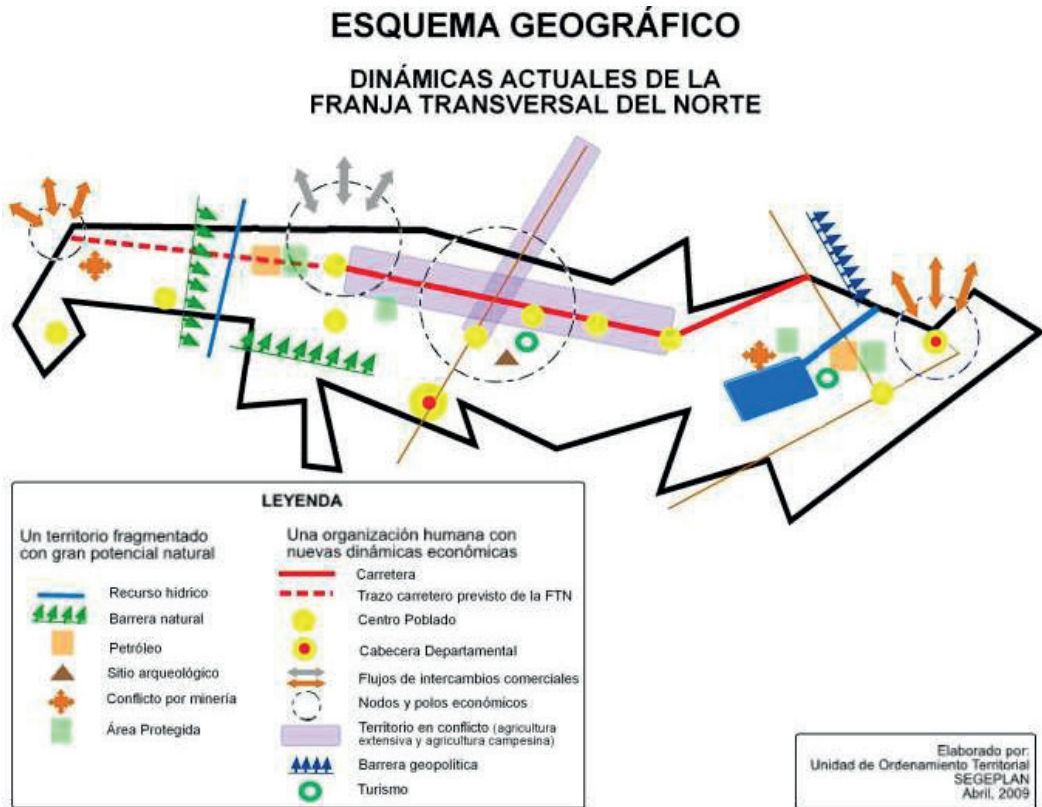 ESQUEMA GEOGRÁFICO
DINÁMICAS ACTUALES DE LA
FRANJA TRANSVERSAL DEL NORTE
LEYENDA
Un territorio fragmentado
con gran potencial natural
Recurso hídrico
Barrera natural
Petróleo
Sitio arqueológico
Conflicto por minería
Área Protegida
Una organización humana con
nuevas dinámicas económicas
Carretera
Trazo carretero previsto de la FTN
Centro Poblado
Cabecera Departamental
Flujos de intercambios comerciales
Nodos y polos económicos
Territorio en conflicto (agricultura
extensiva y agricultura campesina)
Barrera geopolítica
Turismo
Elaborado por:
Unidad de Ordenamiento Territorial
SEGEPLAN
Abril, 2009